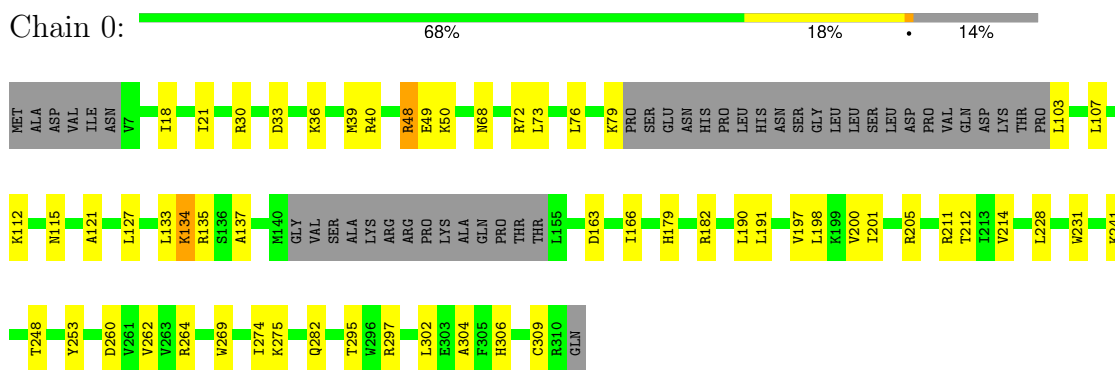 Chain 0:
68% 18% • 14%
MET ALA ASP VAL ILE ASN V7 I18 I21 R30 D33 K36 M39 R40 R48 E49 K50 N68 R72 L73 L76 K79 PRO SER GLU ASN HIS PRO LEU HIS ASN SER GLY LEU LEU SER LEU ASP PRO VAL GLN ASP LYS THR PRO L103 L107
K112 N115 A121 L127 L133 K134 R135 S136 A137 M140 GLY VAL SER ALA LYS ARG ARG PRO LYS ALA GLN PRO THR THR L155 D163 I166 H179 R182 L190 L191 V197 L198 K199 V200 I201 R205 R211 T212 I213 V214 L228 W231 K241
T248 Y253 D260 V261 V262 V263 R264 W269 I274 K275 Q282 T295 W296 R297 L302 E303 A304 F305 H306 C309 R310 GLN